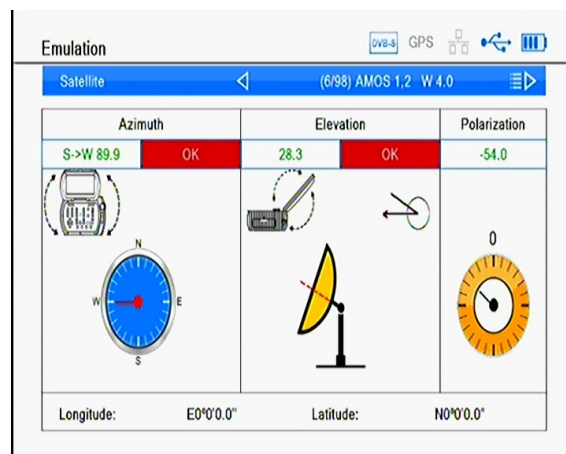 Emulation DVB-S GPS
Satellite (6/98) AMOS 1,2 W 4.0
Azimuth Elevation Polarization
S->W 89.9 OK 28.3 OK -54.0
N
0
W E
S
Longitude: E0°0'0.0" Latitude: N0°0'0.0"